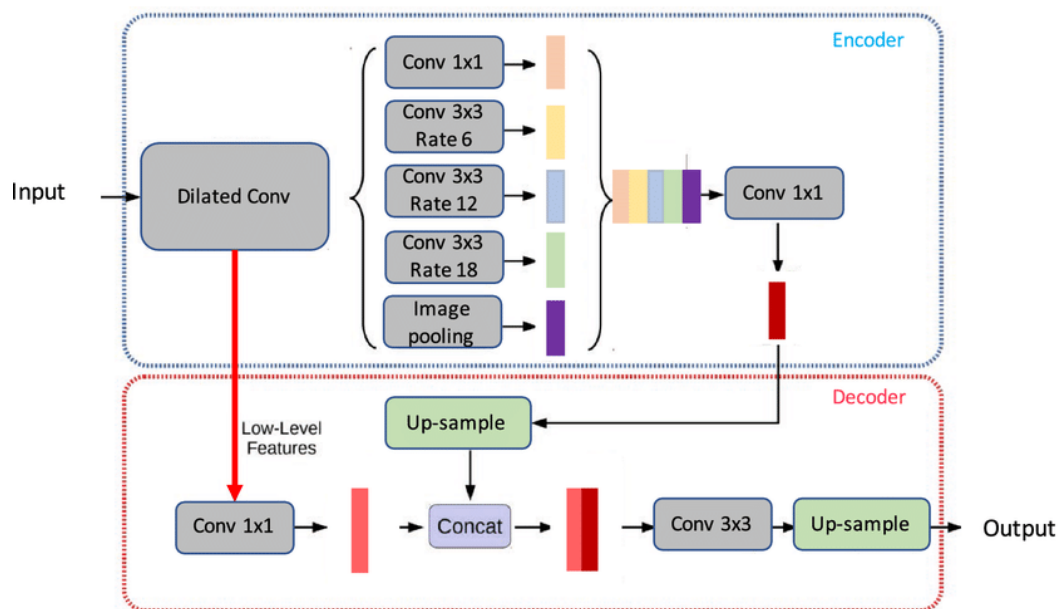 Encoder
Conv 1x1
Conv 3x3
Rate 6
Input
Dilated Conv
Conv 3x3
Rate 12
Conv 1x1
Conv 3x3
Rate 18
Image
pooling
Decoder
Up-sample
Low-Level
Features
Conv 1x1
Concat
Conv 3x3
Up-sample
Output